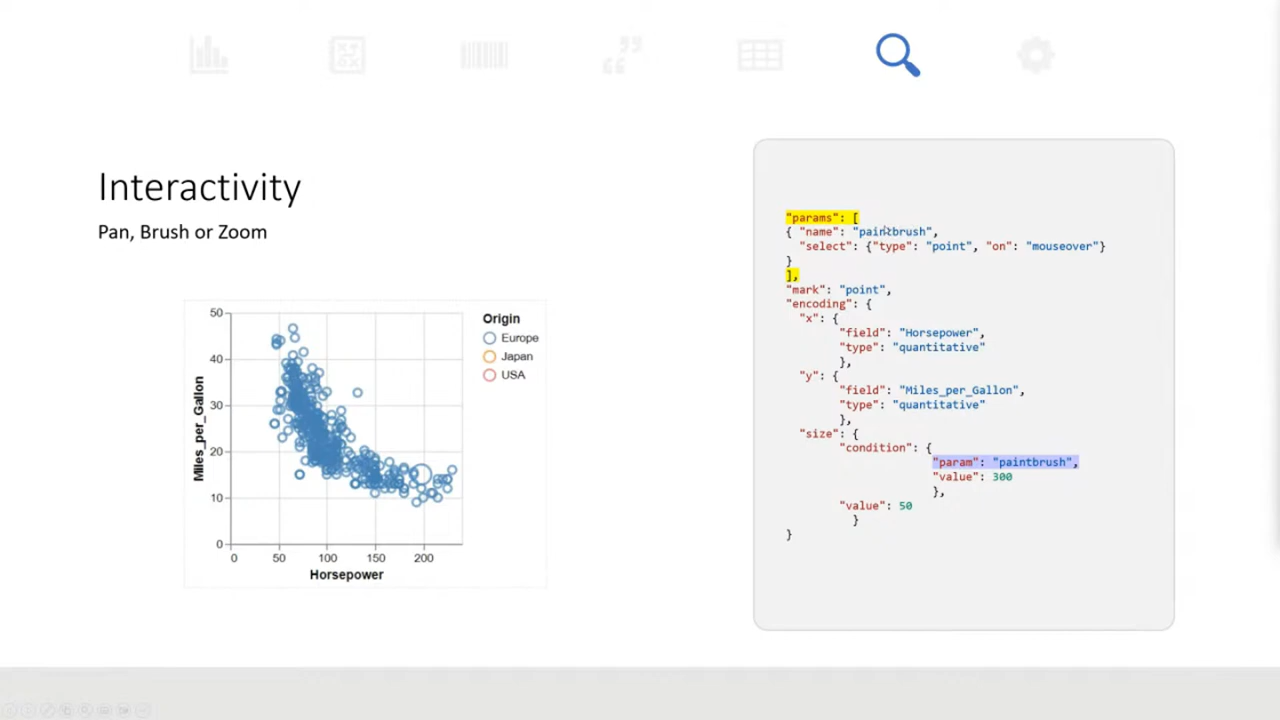 Interactivity
Pan, Brush or Zoom
50
40
30
20
10
0
Miles_per_Gallon
0 50 100 150 200
Horsepower
Origin
Europe
Japan
USA
"params": [
{ "name": "paintbrush",
"select": {"type": "point", "on": "mouseover"}
}
],
"mark": "point",
"encoding": {
"x": {
"field": "Horsepower",
"type": "quantitative"
},
"y": {
"field": "Miles_per_Gallon",
"type": "quantitative"
},
"size": {
"condition": {
"param": "paintbrush",
"value": 300
},
"value": 50
}
}